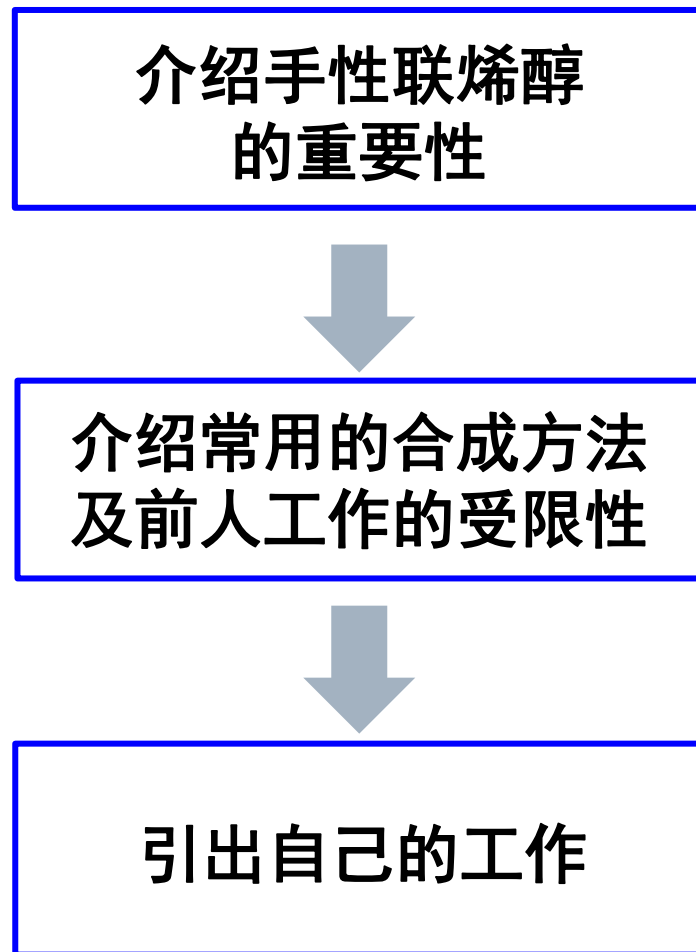 介绍手性联烯醇
的重要性
介绍常用的合成方法
及前人工作的受限性
引出自己的工作